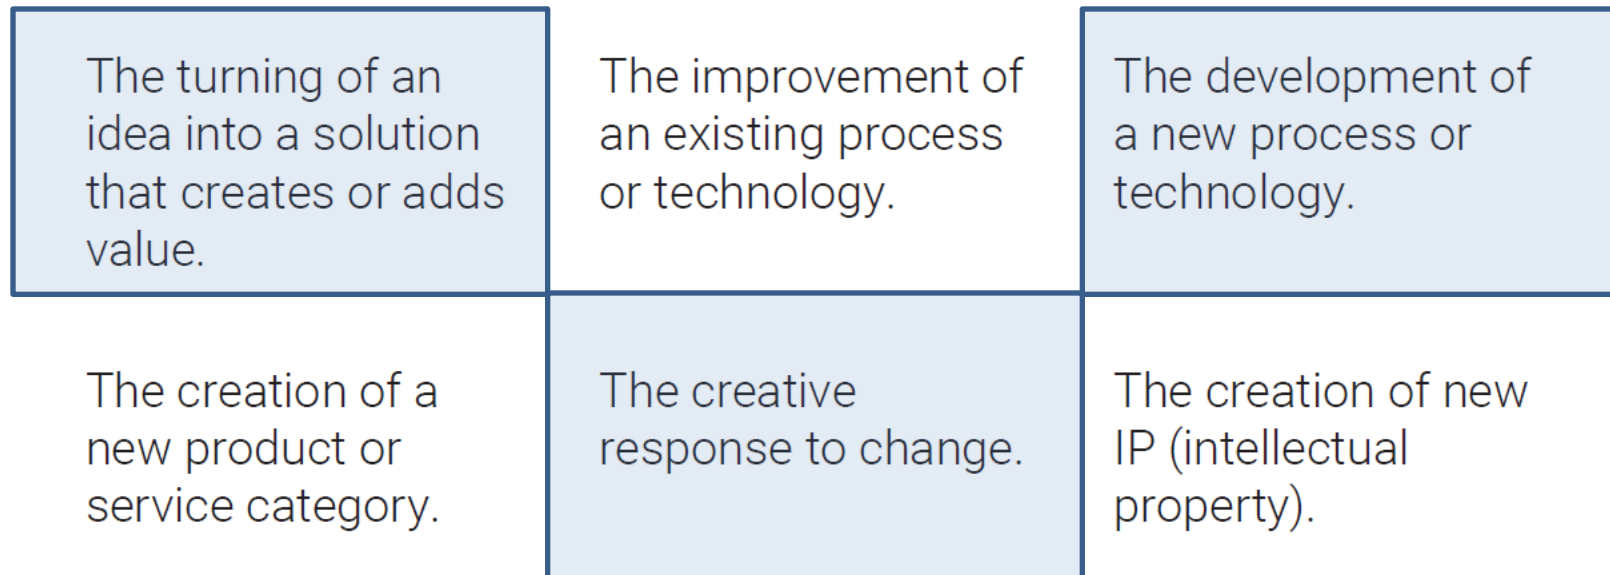 The turning of an
idea into a solution
that creates or adds
value.
The improvement of
an existing process
or technology.
The development of
a new process or
technology.
The creation of a
new product or
service category.
The creative
response to change.
The creation of new
IP (intellectual
property).